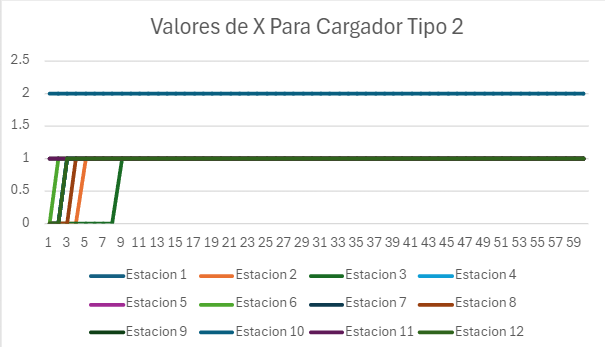 Valores de X Para Cargador Tipo 2
2.5
2
1.5
1
0.5
0
1 3 5 7 9 11 13 15 17 19 21 23 25 27 29 31 33 35 37 39 41 43 45 47 49 51 53 55 57 59
Estacion 1 Estacion 2 Estacion 3 Estacion 4
Estacion 5 Estacion 6 Estacion 7 Estacion 8
Estacion 9 Estacion 10 Estacion 11 Estacion 12